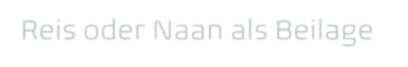 Reis oder Naan als Beilage